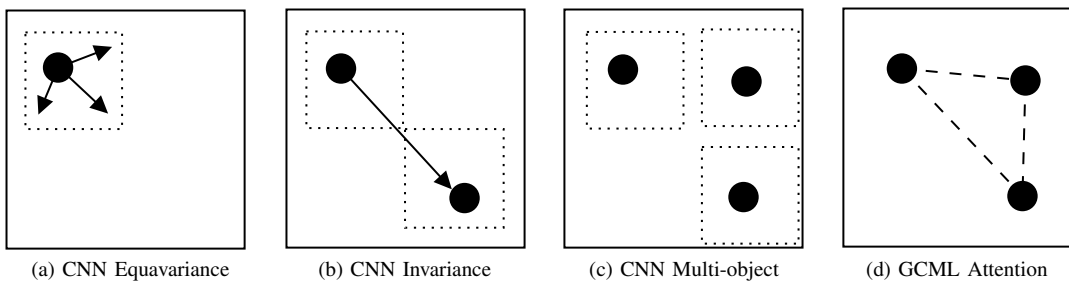 (a) CNN Equavariance
(b) CNN Invariance
(c) CNN Multi-object
(d) GCML Attention